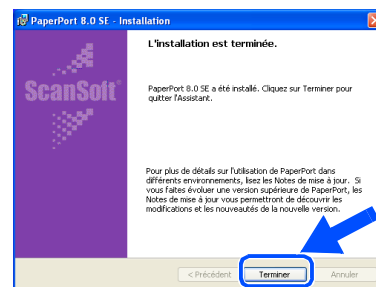 PaperPort 8.0 SE - Installation
L'installation est terminée.
ScanSoft®
PaperPort 8.0 SE a été installé. Cliquez sur Terminer pour
quitter l'Assistant.
Pour plus de détails sur l'utilisation de PaperPort dans
différents environnements, lisez les Notes de mise à jour. Si
vous faites évoluer une version supérieure de PaperPort, les
Notes de mise à jour vous permettront de découvrir les
modifications et les nouveautés de la nouvelle version.
< Précédent
Terminer
Annuler